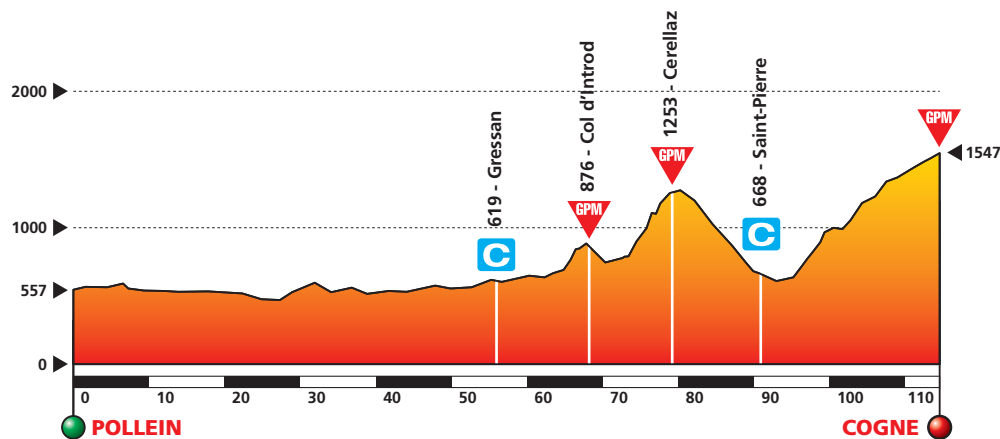 2000
1000
557
0
619 - Gressan
876 - Col d'Introd
1253 - Cerellaz
668 - Saint-Pierre
C
GPM
GPM
C
GPM
1547
0 10 20 30 40 50 60 70 80 90 100 110
POLLEIN
COGNE